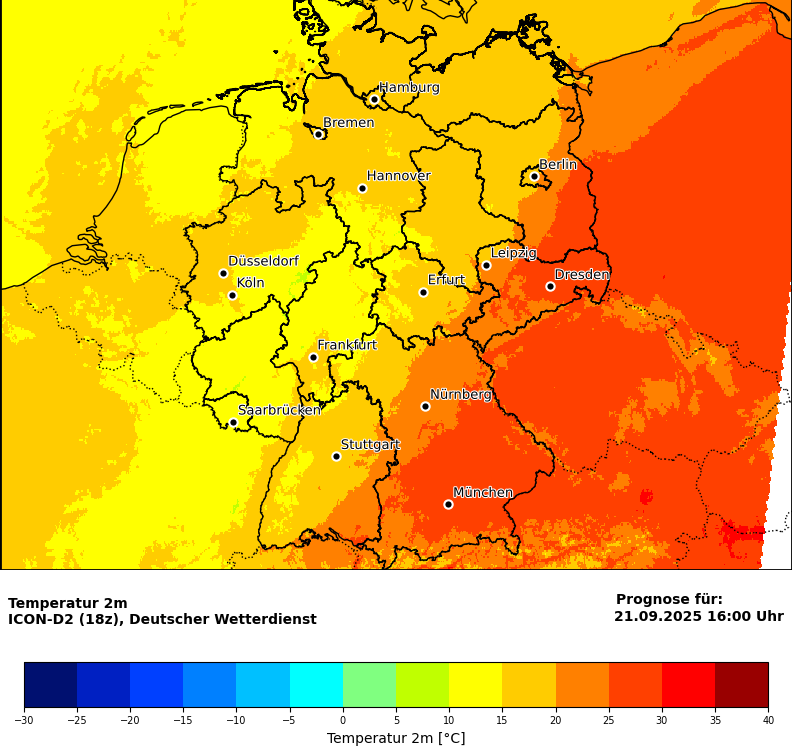 Hamburg
Bremen
Berlin
Hannover
Leipzig
Düsseldorf
Dresden
Köln
Erfurt
Frankfurt
Nürnberg
Saarbrücken
Stuttgart
München
Temperatur 2m
ICON-D2 (18z), Deutscher Wetterdienst
Prognose für:
21.09.2025 16:00 Uhr
−30 −25 −20 −15 −10 −5 0 5 10 15 20 25 30 35 40
Temperatur 2m [°C]